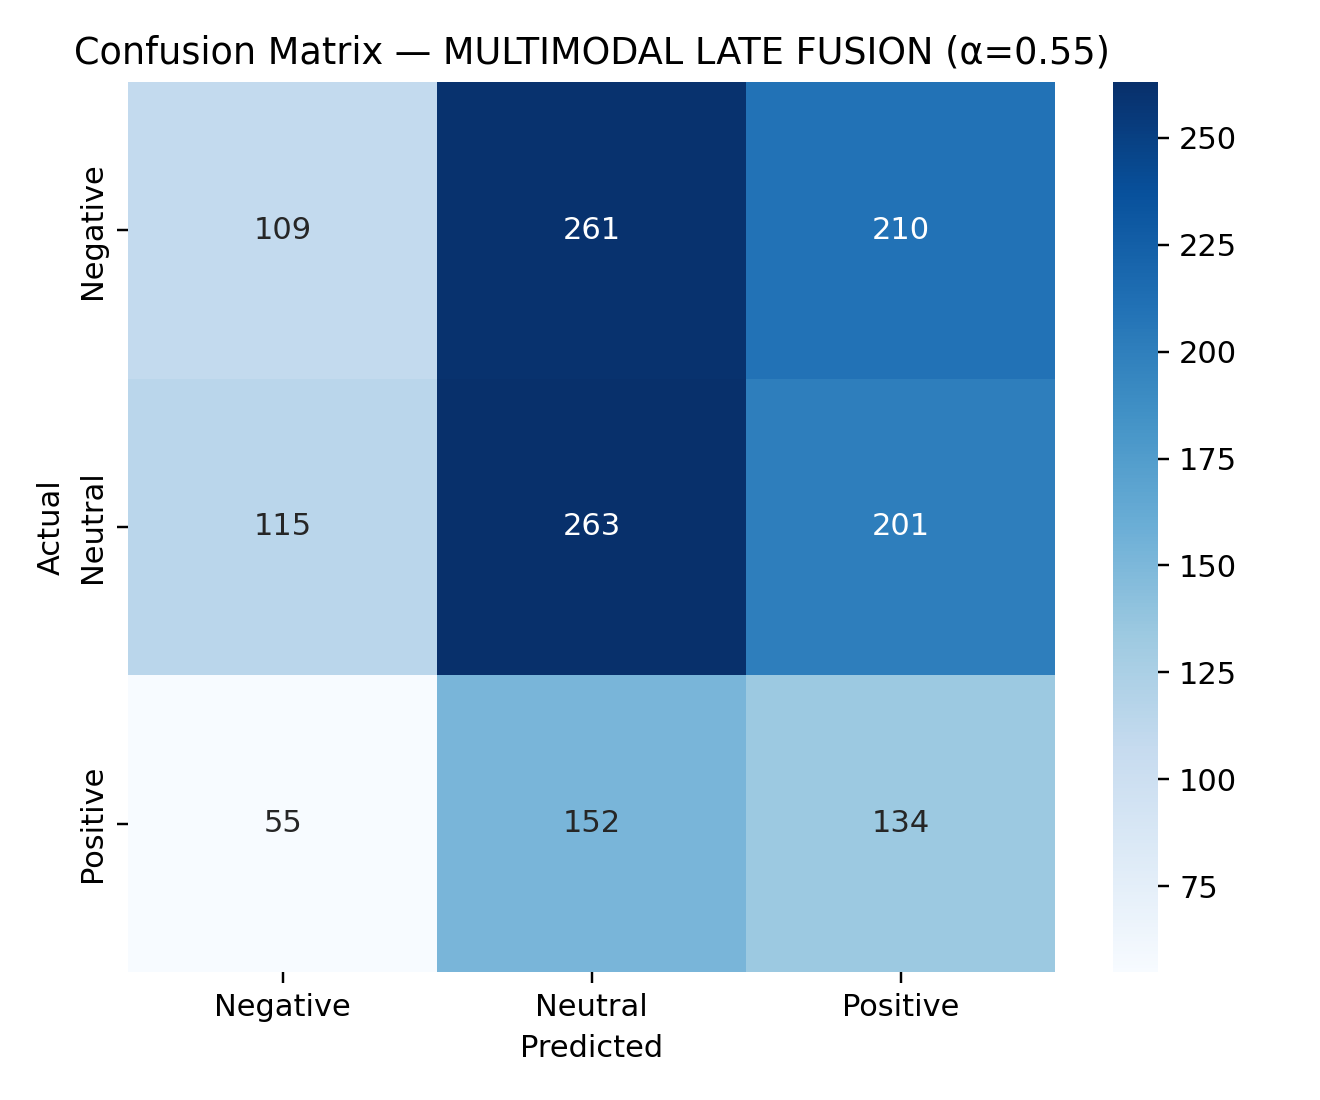 Confusion Matrix — MULTIMODAL LATE FUSION (α=0.55)
Actual
Negative
109 261 210
Neutral
115 263 201
Positive
55 152 134
Negative Neutral Positive
Predicted
250
225
200
175
150
125
100
75